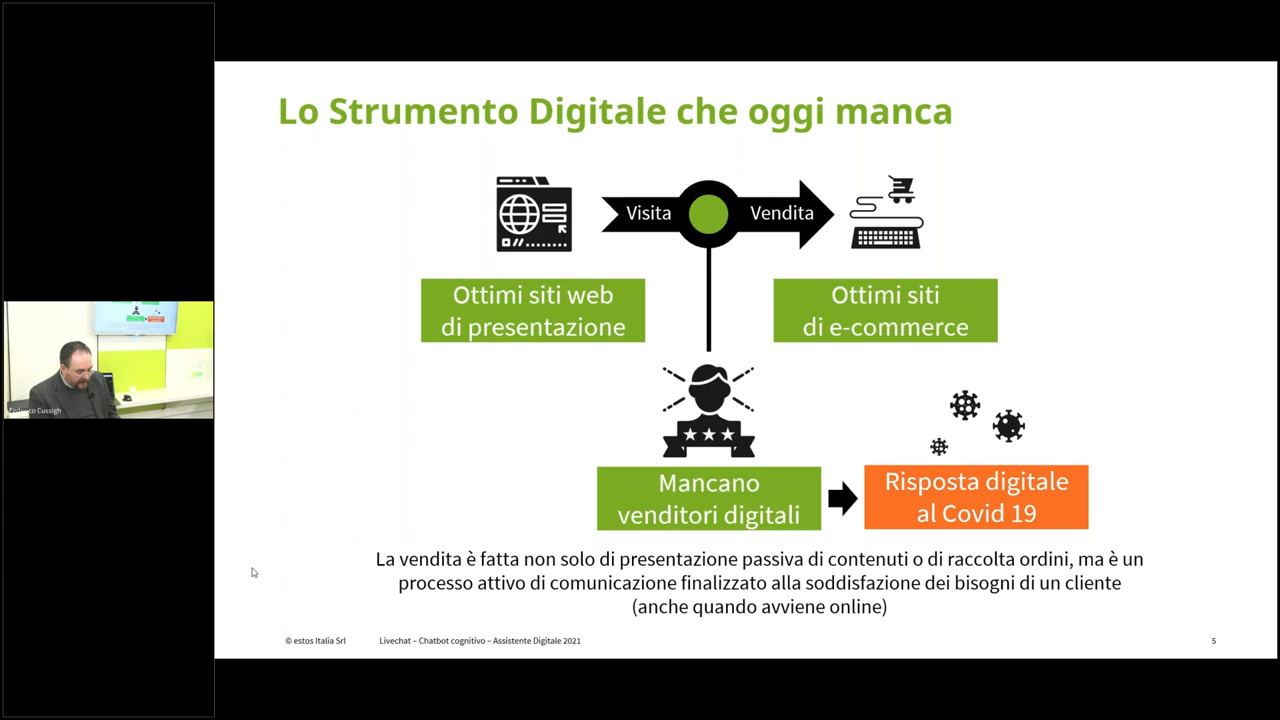 Lo Strumento Digitale che oggi manca
Visita
Vendita
Ottimi siti web
di presentazione
Ottimi siti
di e-commerce
Mancano
venditori digitali
Risposta digitale
al Covid 19
La vendita è fatta non solo di presentazione passiva di contenuti o di raccolta ordini, ma è un
processo attivo di comunicazione finalizzato alla soddisfazione dei bisogni di un cliente
(anche quando avviene online)
© estos Italia Srl
Livechat – Chatbot cognitivo – Assistente Digitale 2021
5
Federico Cussigh